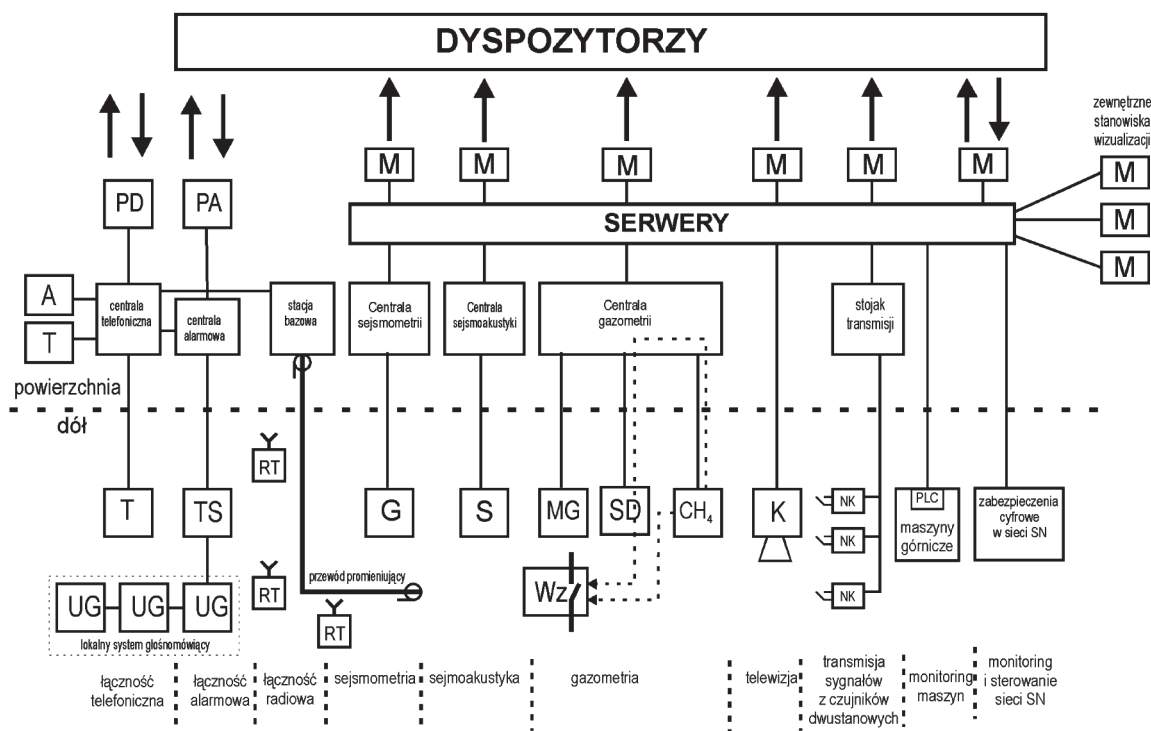 DYSPOZYTORZY
zewnętrzne
stanowiska
wizualizacji
M
M
M
M
M
M
M
PD
PA
SERWERY
M
M
A
T
centrala
telefoniczna
centrala
alarmowa
stacja
bazowa
Centrala
sejsmometrii
Centrala
sejsmoakustyki
Centrala
gazometrii
stojak
transmisji
powierzchnia
dół
RT
T
TS
G
S
MG
SD
CH4
K
NK
NK
NK
PLC
maszyny
górnicze
zabezpieczenia
cyfrowe
w sieci SN
RT
przewód promieniujący
RT
Wz
UG
UG
UG
lokalny system głośnomówiący
łączność
telefoniczna
łączność
alarmowa
łączność
radiowa
sejsmometria
sejmoakustyka
gazometria
telewizja
transmisja
sygnałów
z czujników
dwustanowych
monitoring
maszyn
monitoring
i sterowanie
sieci SN